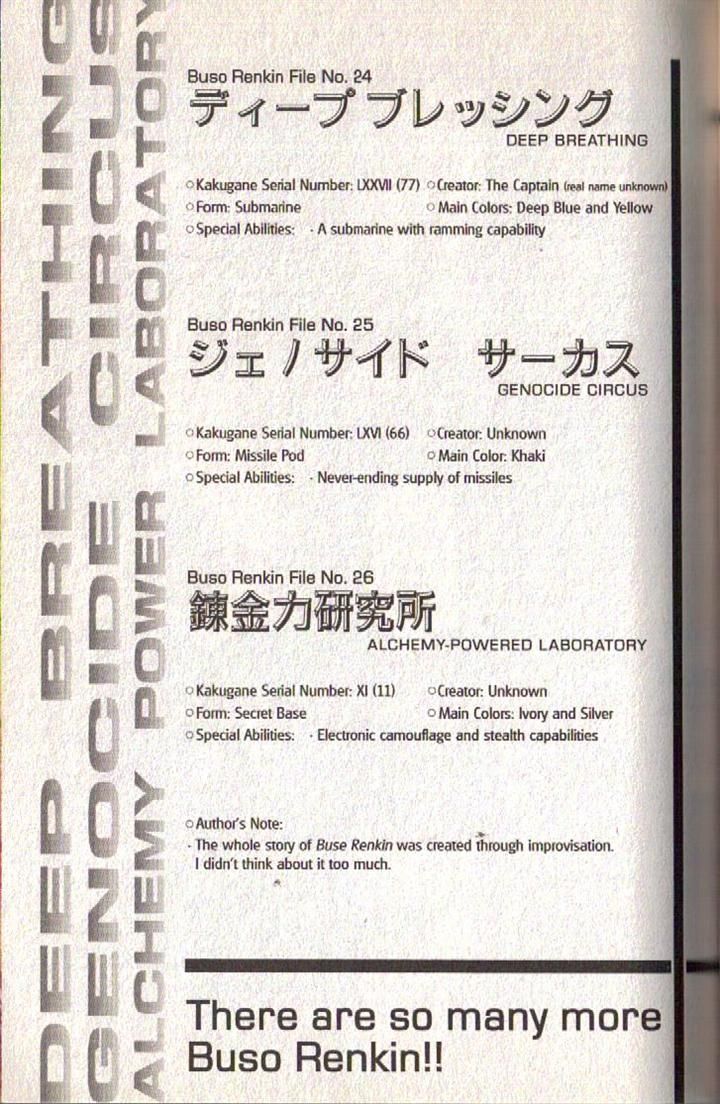 DEEP BREATHING
GENOCIDE CIRCUS
ALCHEMY POWER LABORATORY
Buso Renkin File No. 24
ディープ ブレッシング
DEEP BREATHING
○Kakugane Serial Number: LXXVII (77) ○Creator: The Captain (real name unknown)
○Form: Submarine ○Main Colors: Deep Blue and Yellow
○Special Abilities: · A submarine with ramming capability
Buso Renkin File No. 25
ジェノサイド サーカス
GENOCIDE CIRCUS
○Kakugane Serial Number: LXVI (66) ○Creator: Unknown
○Form: Missile Pod ○Main Color: Khaki
○Special Abilities: · Never-ending supply of missiles
Buso Renkin File No. 26
錬金力研究所
ALCHEMY-POWERED LABORATORY
○Kakugane Serial Number: XI (11) ○Creator: Unknown
○Form: Secret Base ○Main Colors: Ivory and Silver
○Special Abilities: · Electronic camouflage and stealth capabilities
○Author's Note:
· The whole story of Buse Renkin was created through improvisation.
I didn't think about it too much.
There are so many more
Buso Renkin!!